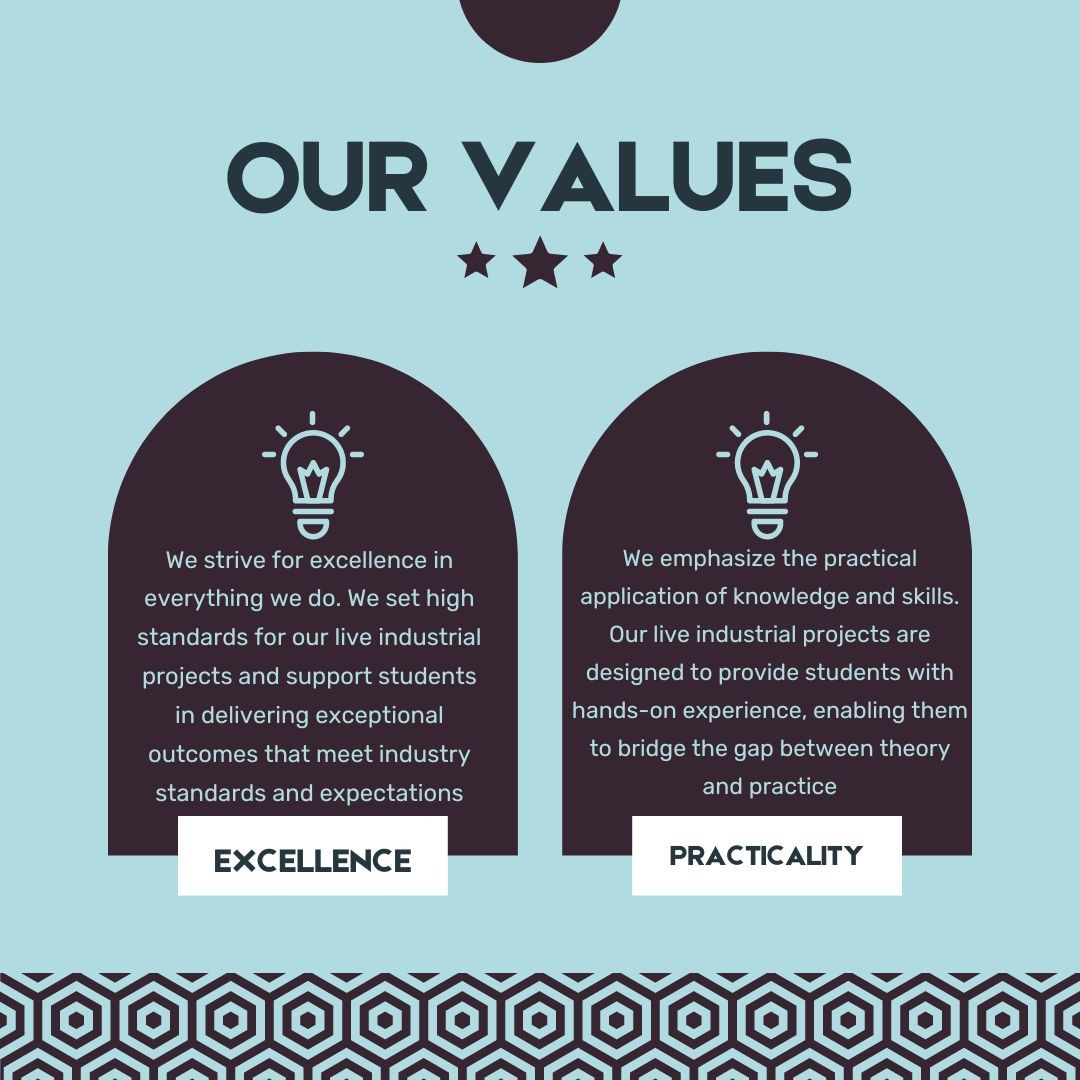 OUR VALUES
We strive for excellence in
everything we do. We set high
standards for our live industrial
projects and support students
in delivering exceptional
outcomes that meet industry
standards and expectations
EXCELLENCE
We emphasize the practical
application of knowledge and skills.
Our live industrial projects are
designed to provide students with
hands-on experience, enabling them
to bridge the gap between theory
and practice
PRACTICALITY